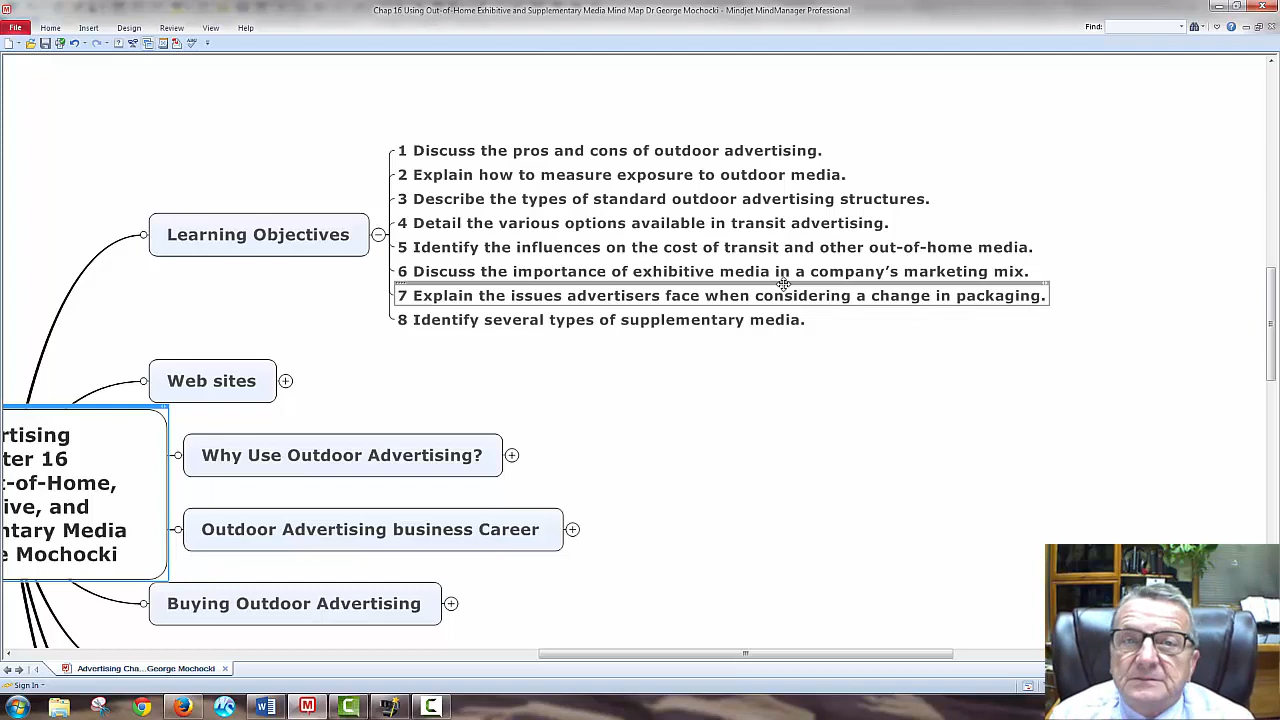 Chap 16 Using Out-of-Home Exhibitive and Supplementary Media Mind Map Dr George Mochocki - Mindjet MindManager Professional
File Home Insert Design Review View Help Find:
1 Discuss the pros and cons of outdoor advertising.
2 Explain how to measure exposure to outdoor media.
3 Describe the types of standard outdoor advertising structures.
Learning Objectives
4 Detail the various options available in transit advertising.
5 Identify the influences on the cost of transit and other out-of-home media.
6 Discuss the importance of exhibitive media in a company’s marketing mix.
7 Explain the issues advertisers face when considering a change in packaging.
8 Identify several types of supplementary media.
Web sites
rtising
ter 16
t-of-Home,
ive, and
ntary Media
e Mochocki
Why Use Outdoor Advertising?
Outdoor Advertising business Career
Buying Outdoor Advertising
Advertising Cha...George Mochocki
Sign In